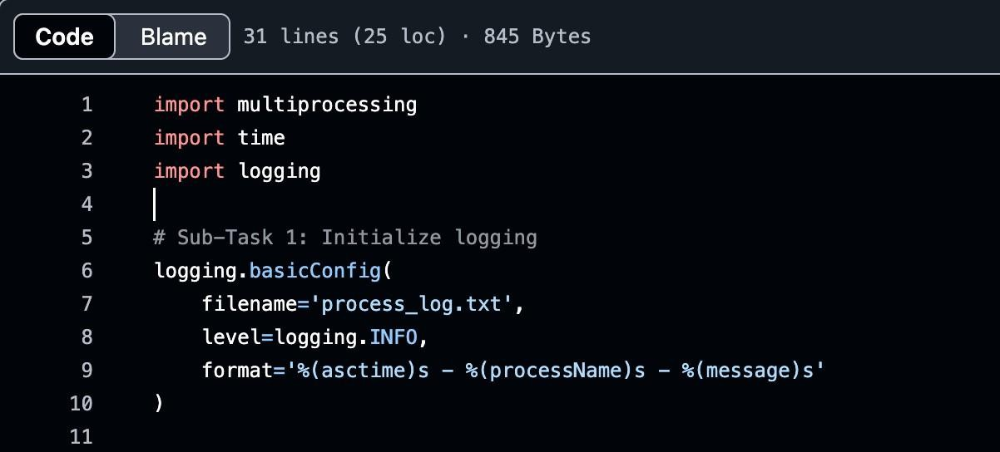 Code Blame 31 lines (25 loc) · 845 Bytes
1 import multiprocessing
2 import time
3 import logging
4
5 # Sub-Task 1: Initialize logging
6 logging.basicConfig(
7     filename='process_log.txt',
8     level=logging.INFO,
9     format='%(asctime)s - %(processName)s - %(message)s'
10 )
11